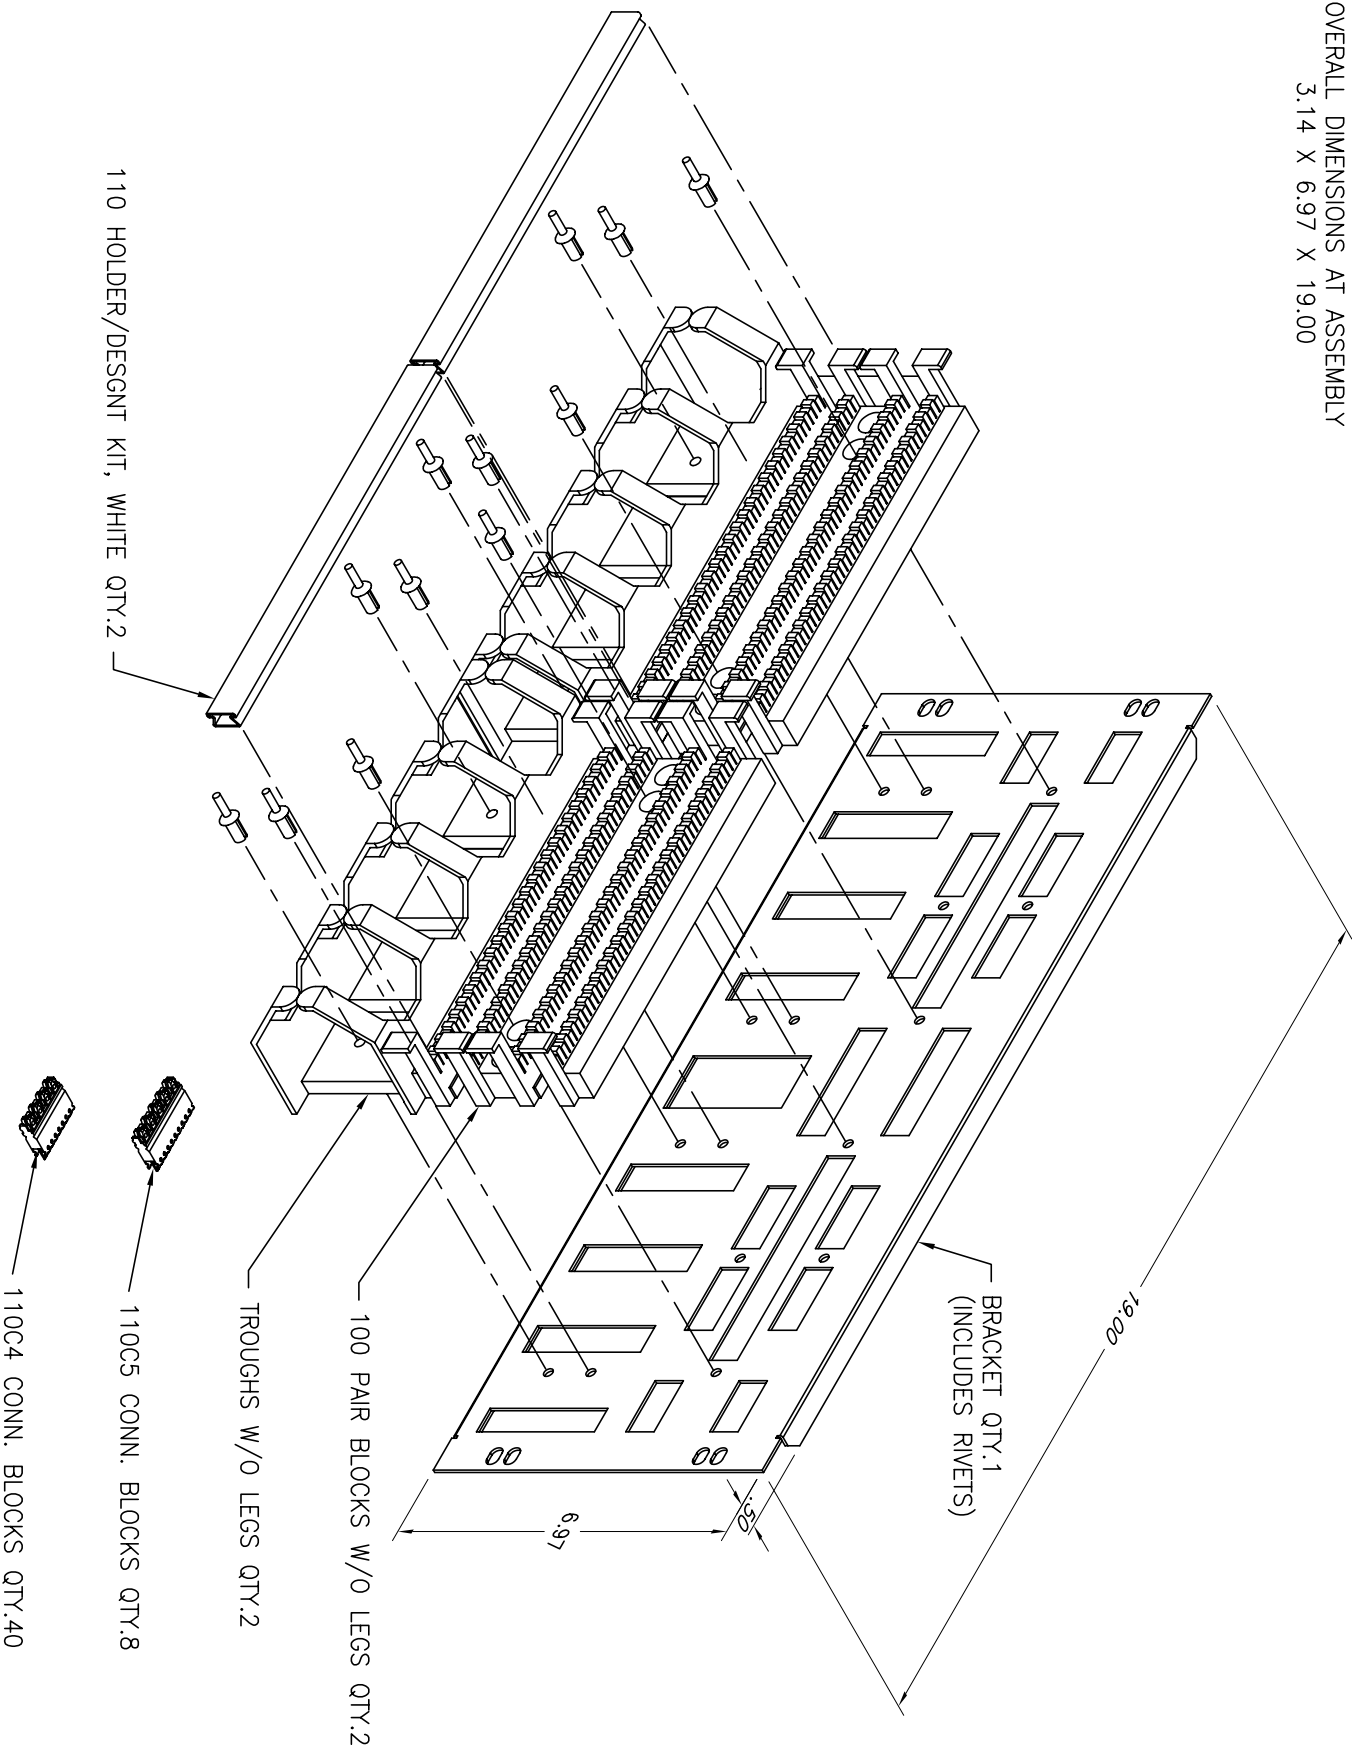 OVERALL DIMENSIONS AT ASSEMBLY
3.14 X 6.97 X 19.00
19.00
BRACKET QTY.1
(INCLUDES RIVETS)
.50
6.97
110 HOLDER/DESGNT KIT, WHITE QTY.2
100 PAIR BLOCKS W/O LEGS QTY.2
TROUGHS W/O LEGS QTY.2
110C5 CONN. BLOCKS QTY.8
110C4 CONN. BLOCKS QTY.40